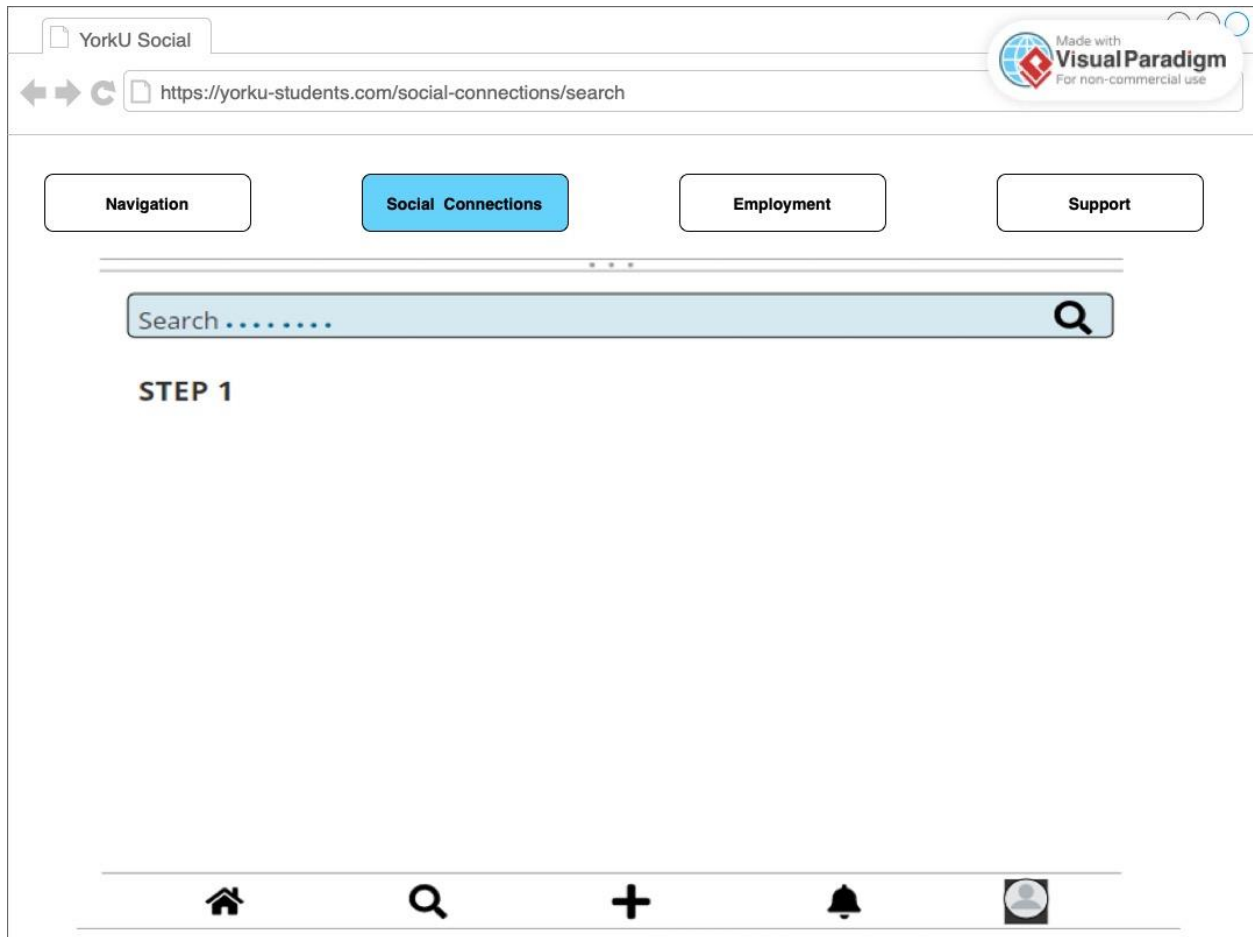 YorkU Social
Made with
Visual Paradigm
For non-commercial use
https://yorku-students.com/social-connections/search
Navigation
Social Connections
Employment
Support
Search ........
STEP 1